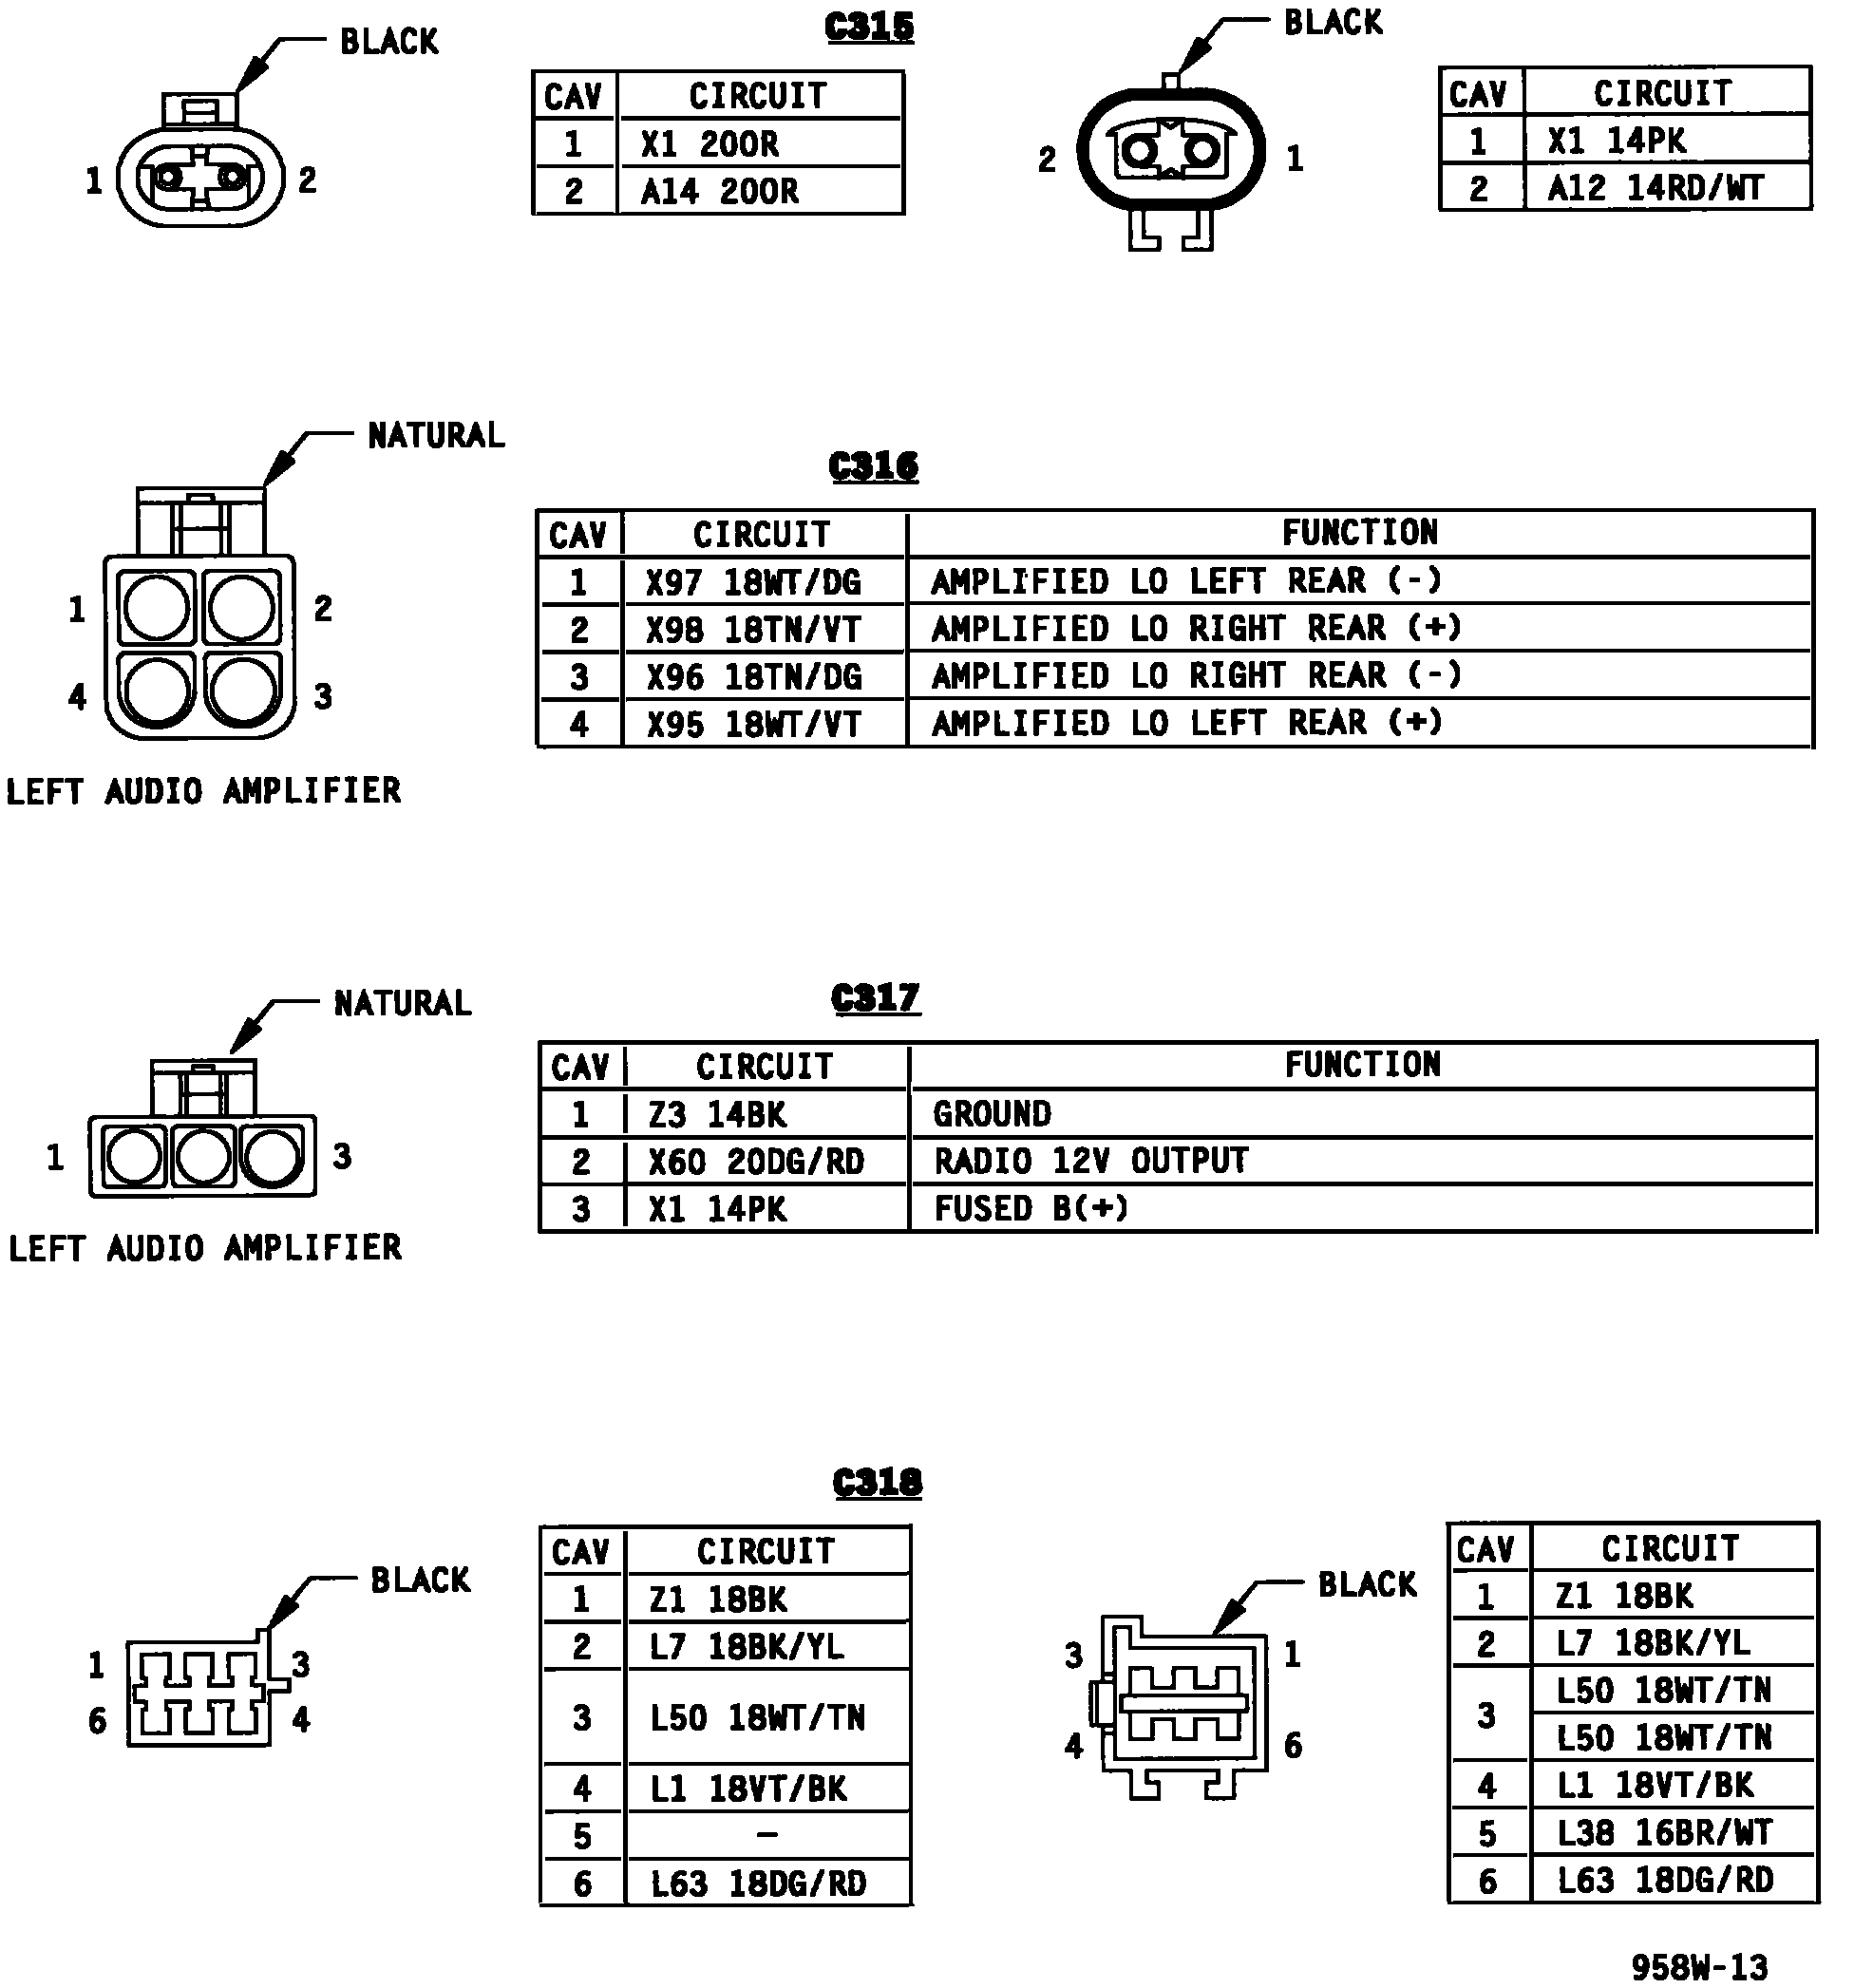 C315
BLACK
1
2
CAV CIRCUIT
1 X1 20OR
2 A14 20OR
BLACK
2
1
CAV CIRCUIT
1 X1 14PK
2 A12 14RD/WT
C316
NATURAL
1
2
4
3
LEFT AUDIO AMPLIFIER
CAV CIRCUIT FUNCTION
1 X97 18WT/DG AMPLIFIED LO LEFT REAR (-)
2 X98 18TN/VT AMPLIFIED LO RIGHT REAR (+)
3 X96 18TN/DG AMPLIFIED LO RIGHT REAR (-)
4 X95 18WT/VT AMPLIFIED LO LEFT REAR (+)
C317
NATURAL
1
3
LEFT AUDIO AMPLIFIER
CAV CIRCUIT FUNCTION
1 Z3 14BK GROUND
2 X60 20DG/RD RADIO 12V OUTPUT
3 X1 14PK FUSED B(+)
C318
BLACK
1
3
6
4
CAV CIRCUIT
1 Z1 18BK
2 L7 18BK/YL
3 L50 18WT/TN
4 L1 18VT/BK
5 –
6 L63 18DG/RD
BLACK
3
1
4
6
CAV CIRCUIT
1 Z1 18BK
2 L7 18BK/YL
3 L50 18WT/TN
L50 18WT/TN
4 L1 18VT/BK
5 L38 16BR/WT
6 L63 18DG/RD
958W-13